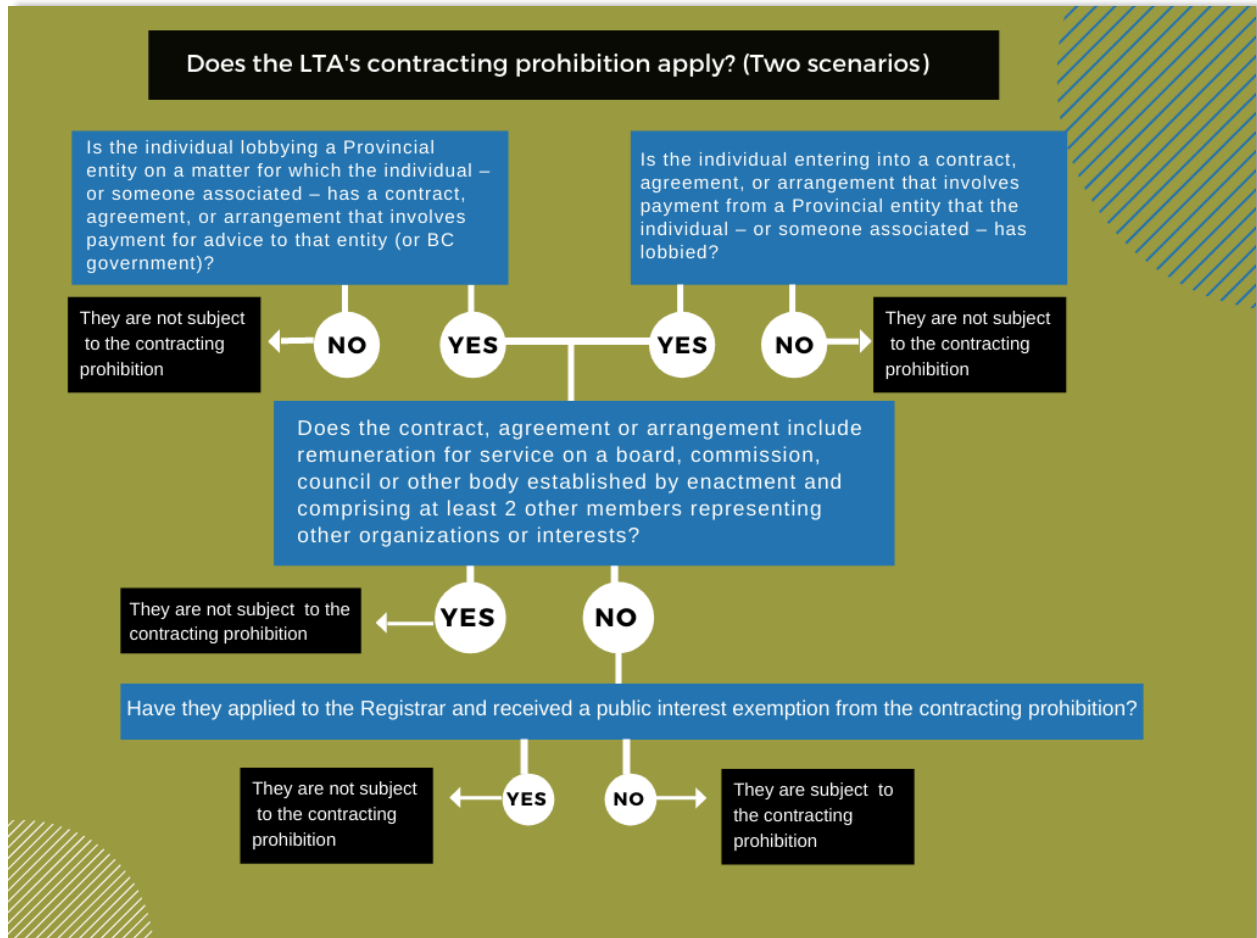 Does the LTA's contracting prohibition apply? (Two scenarios)
Is the individual lobbying a Provincial
entity on a matter for which the individual –
or someone associated – has a contract,
agreement, or arrangement that involves
payment for advice to that entity (or BC
government)?
Is the individual entering into a contract,
agreement, or arrangement that involves
payment from a Provincial entity that the
individual – or someone associated – has
lobbied?
They are not subject
to the contracting
prohibition
NO
YES
YES
NO
They are not subject
to the contracting
prohibition
Does the contract, agreement or arrangement include
remuneration for service on a board, commission,
council or other body established by enactment and
comprising at least 2 other members representing
other organizations or interests?
They are not subject to the
contracting prohibition
YES
NO
Have they applied to the Registrar and received a public interest exemption from the contracting prohibition?
They are not subject
to the contracting
prohibition
YES
NO
They are subject to
the contracting
prohibition